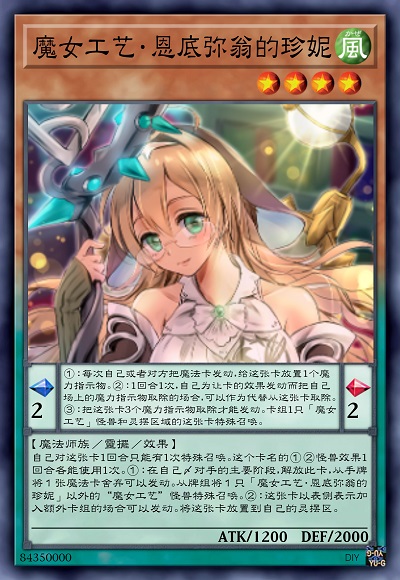 魔女工艺·恩底弥翁的珍妮
風
①:每次自己或者对方把魔法卡发动,给这张卡放置1个魔
力指示物。②:1回合1次,自己为让卡的效果发动而把自己
场上的魔力指示物取除的场合,可以作为代替从这张卡取除。
③:把这张卡3个魔力指示物取除才能发动。卡组1只「魔女
工艺」怪兽和灵摆区域的这张卡特殊召唤。
2
2
【魔法师族／靈擺／效果】
自己对这张卡1回合只能有1次特殊召唤。这个卡名的①②怪兽效果1
回合各能使用1次。①:在自己〆对手的主要阶段,解放此卡,从手牌
将1张魔法卡舍弃可以发动。从牌组将1只「魔女工艺·恩底弥翁的
珍妮」以外的“魔女工艺”怪兽特殊召唤。②:这张卡以表侧表示加
入额外卡组的场合可以发动。将这张卡放置到自己的灵摆区。
ATK/1200 DEF/2000
84350000
DIY